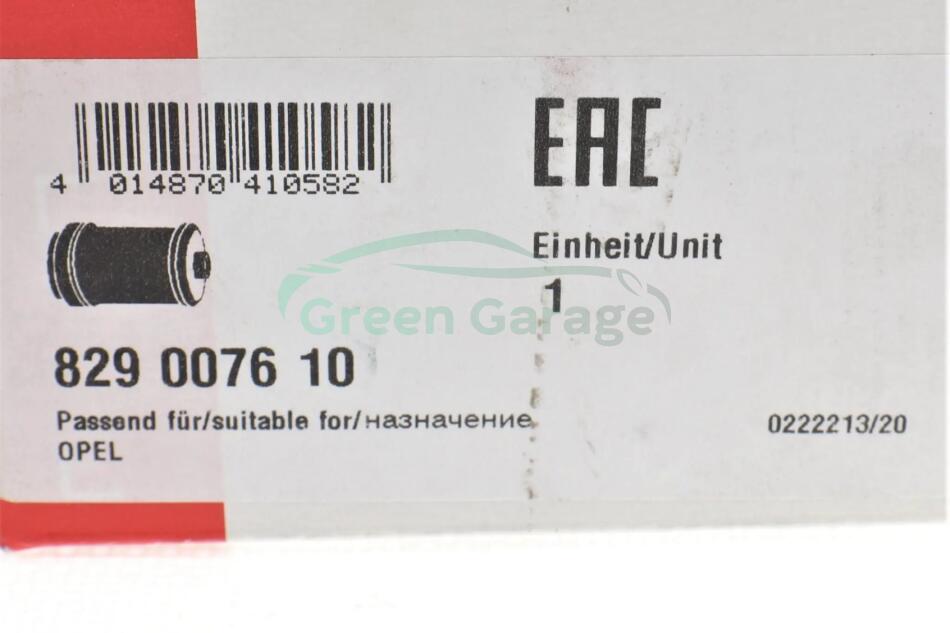 EAC
4 014870 410582
Einheit/Unit
1
Green Garage
829 0076 10
Passend für/suitable for/назначение
OPEL
0222213/20